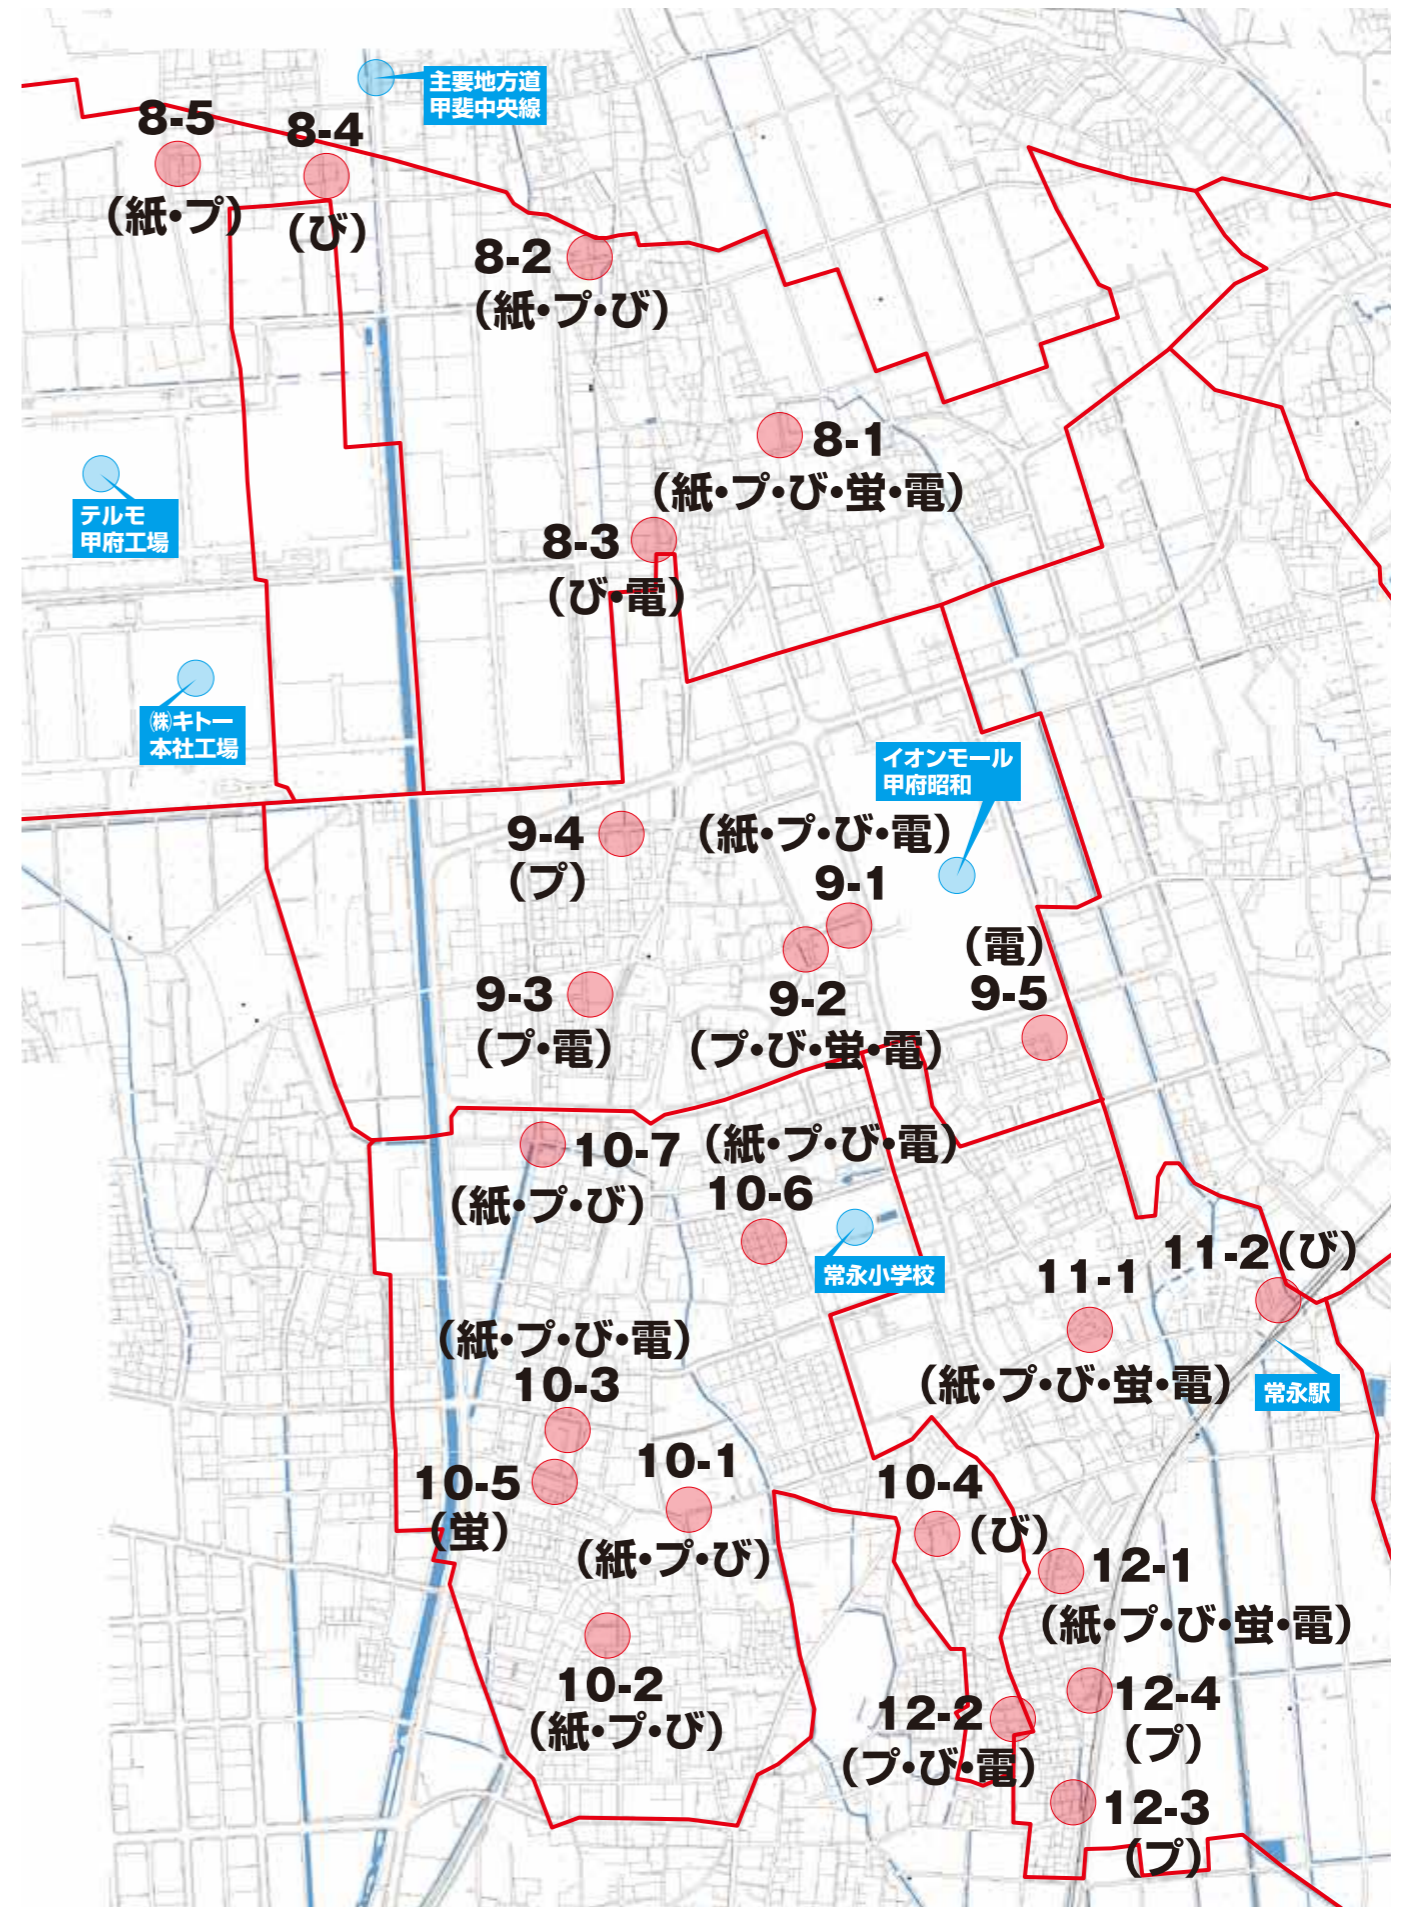 主要地方道
甲斐中央線
8-5
(紙・プ)
8-4
(び)
8-2
(紙・プ・び)
8-1
(紙・プ・び・蛍・電)
テルモ
甲府工場
8-3
(び・電)
㈱キトー
本社工場
イオンモール
甲府昭和
9-4
(プ)
(紙・プ・び・電)
9-1
(電)
9-5
9-3
(プ・電)
9-2
(プ・び・蛍・電)
10-7
(紙・プ・び)
(紙・プ・び・電)
10-6
常永小学校
11-2(び)
11-1
(紙・プ・び・蛍・電)
常永駅
(紙・プ・び・電)
10-3
10-5
(蛍)
10-1
(紙・プ・び)
10-4
(び)
12-1
(紙・プ・び・蛍・電)
10-2
(紙・プ・び)
12-2
(プ・び・電)
12-4
(プ)
12-3
(プ)